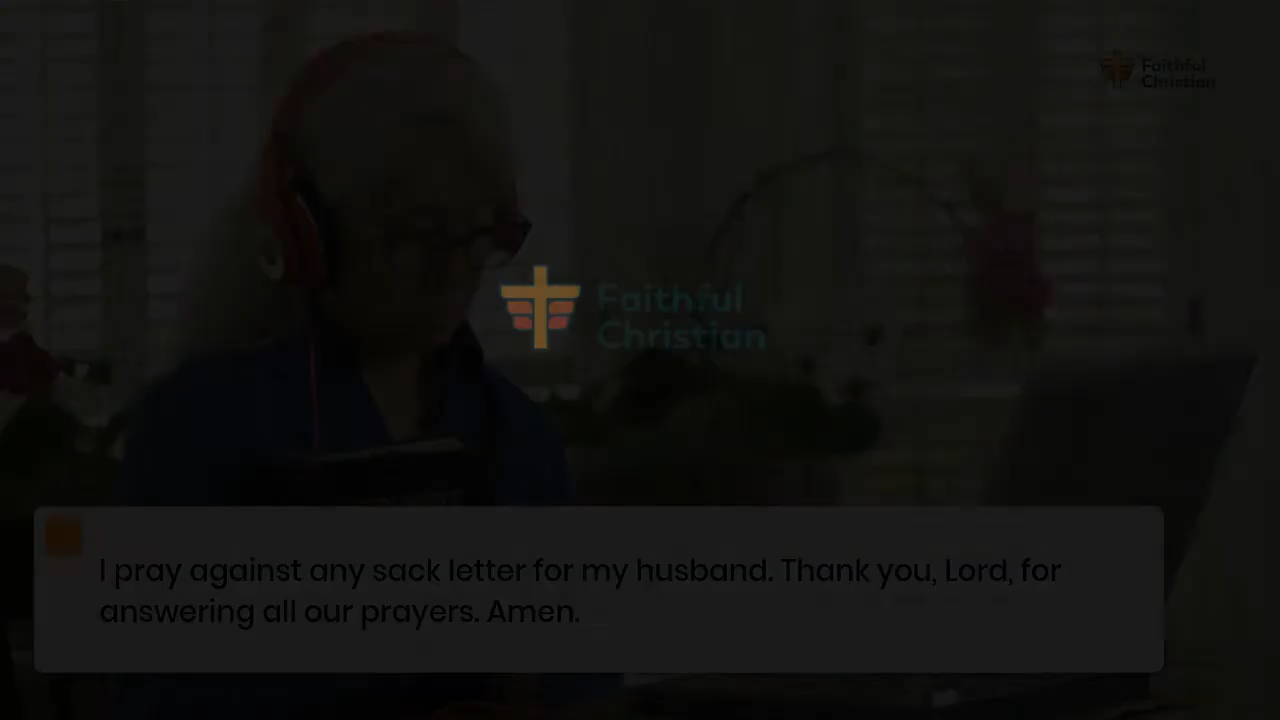 Faithful
Christian
Faithful
Christian
I pray against any sack letter for my husband. Thank you, Lord, for
answering all our prayers. Amen.